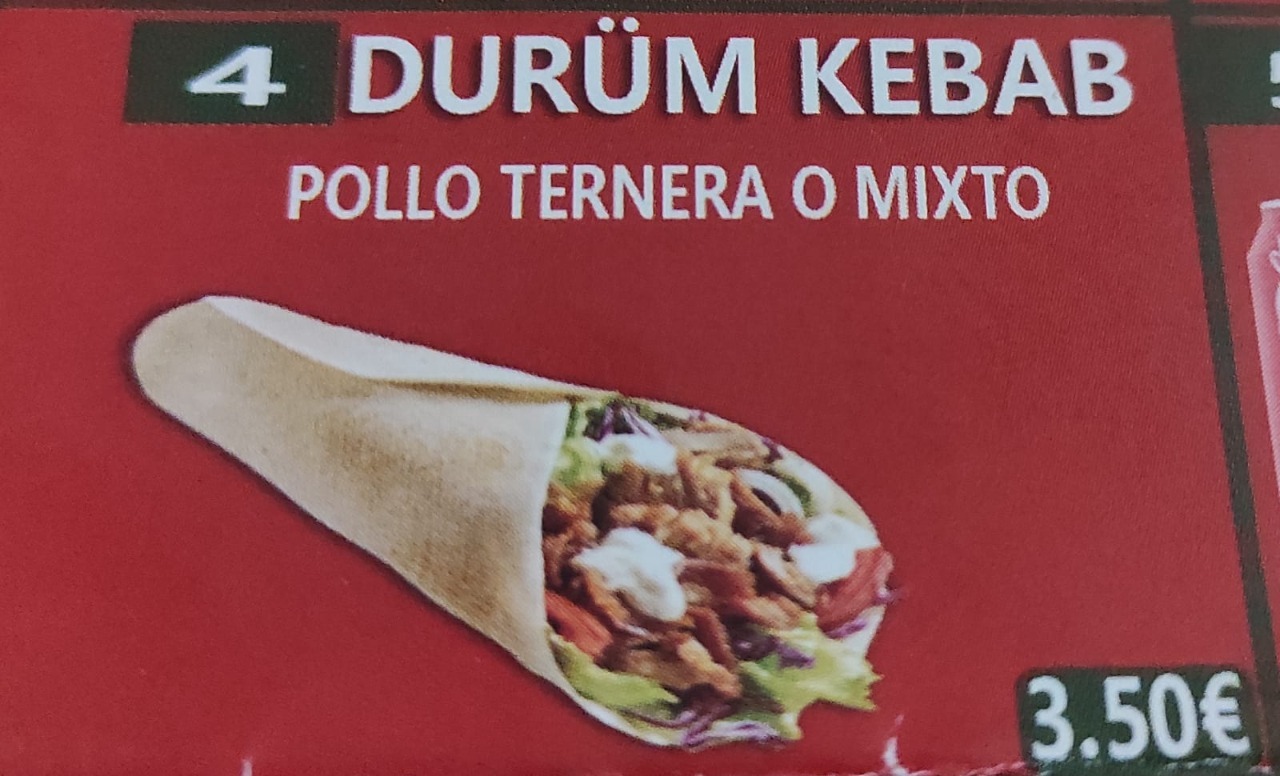 4 DURÜM KEBAB
POLLO TERNERA O MIXTO
3.50€